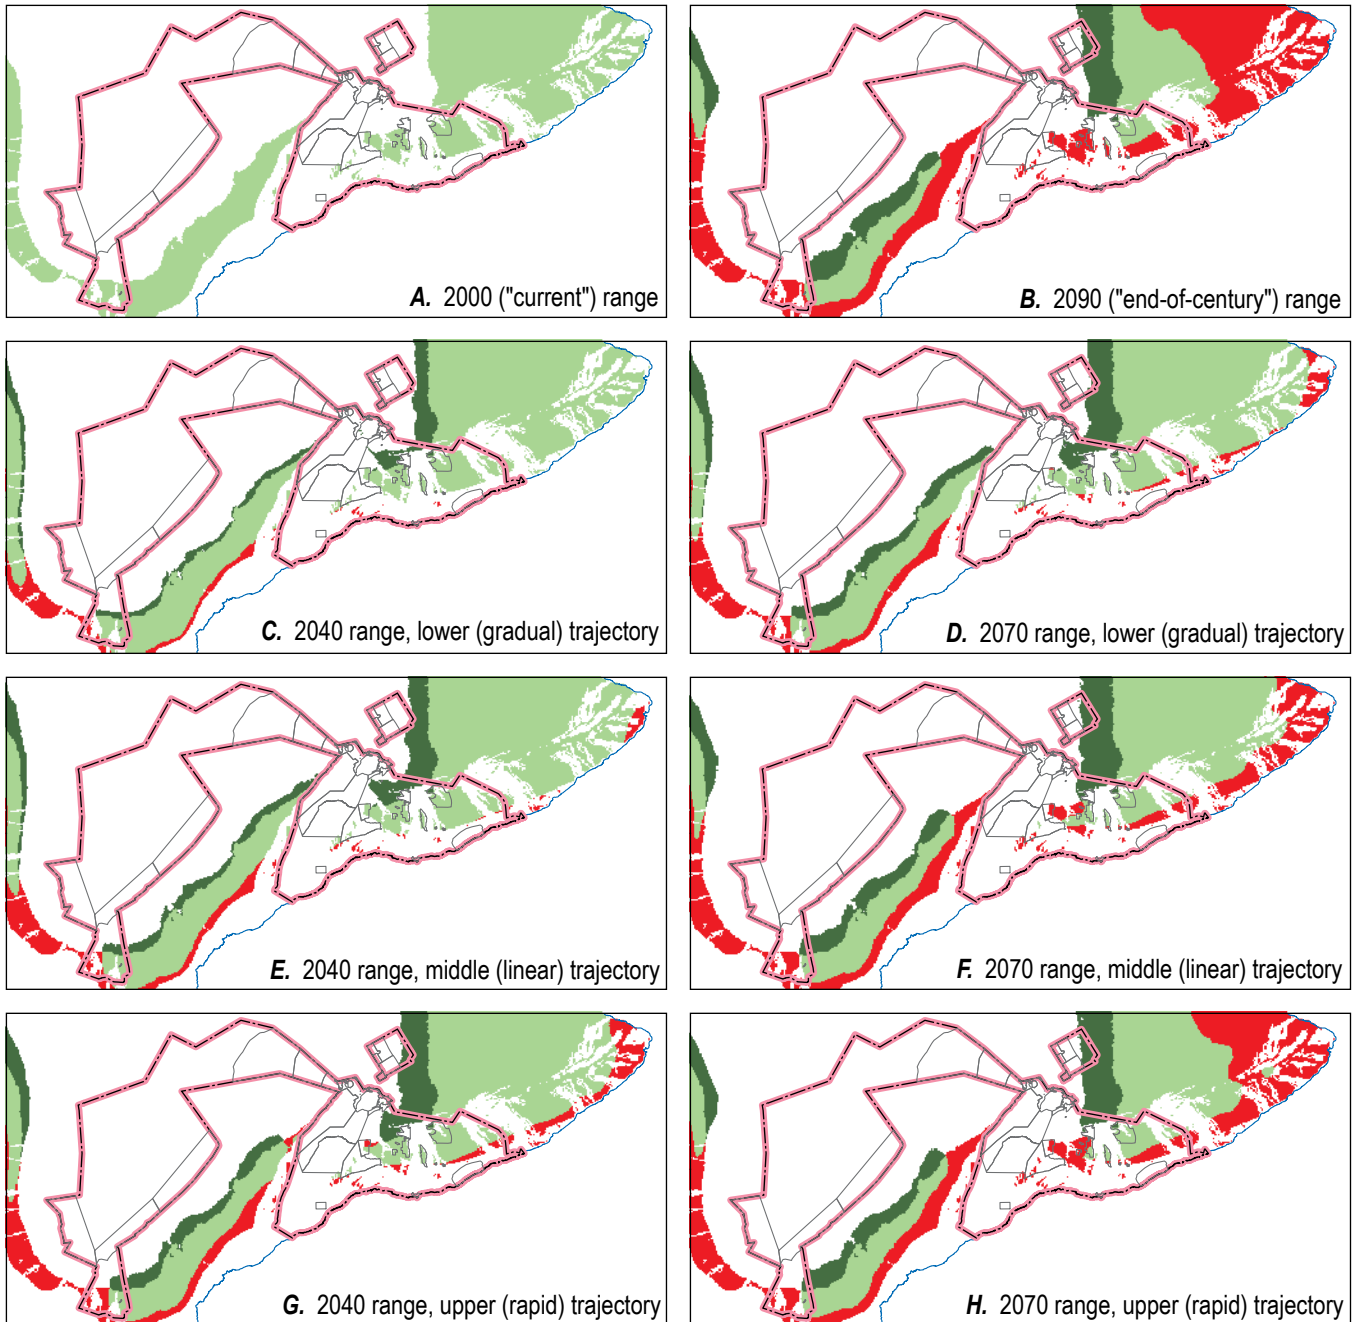 A. 2000 ("current") range
B. 2090 ("end-of-century") range
C. 2040 range, lower (gradual) trajectory
D. 2070 range, lower (gradual) trajectory
E. 2040 range, middle (linear) trajectory
F. 2070 range, middle (linear) trajectory
G. 2040 range, upper (rapid) trajectory
H. 2070 range, upper (rapid) trajectory